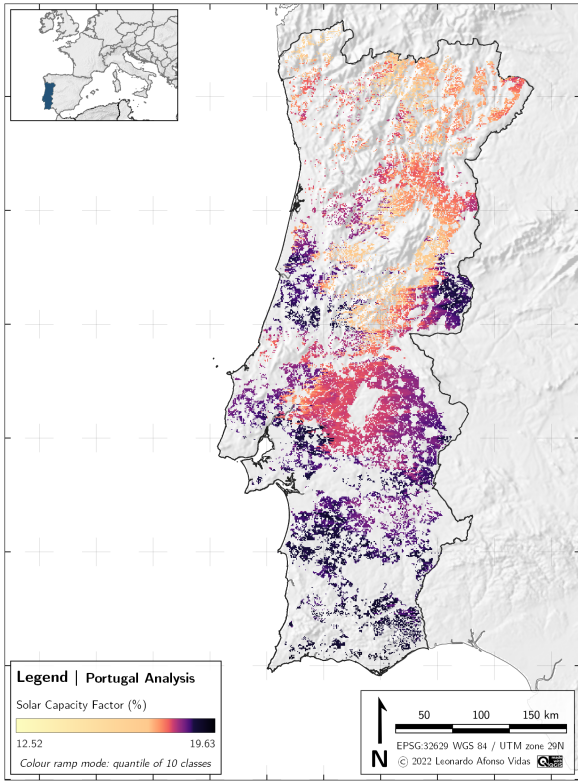 Legend | Portugal Analysis
Solar Capacity Factor (%)
12.52 19.63
Colour ramp mode: quantile of 10 classes
N
50 100 150 km
EPSG:32629 WGS 84 / UTM zone 29N
© 2022 Leonardo Afonso Vidas